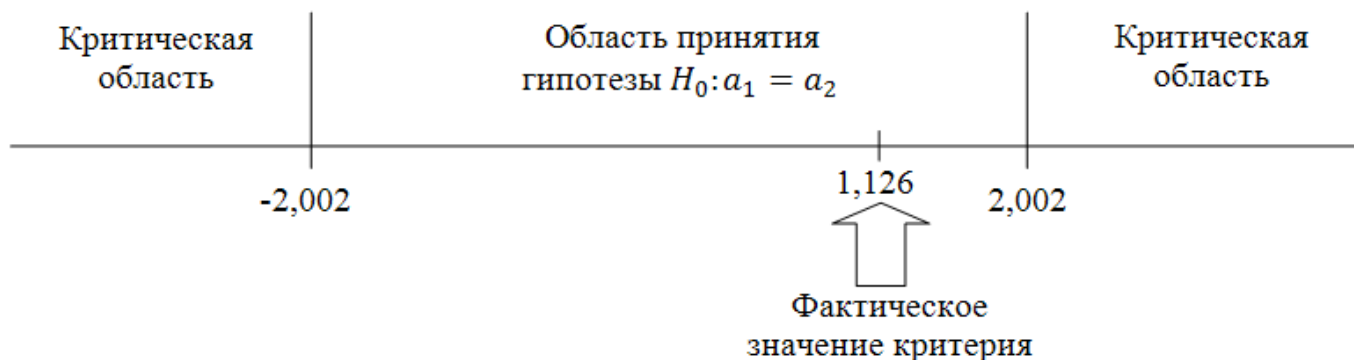 Критическая
область
Область принятия
гипотезы H₀: a₁ = a₂
Критическая
область
-2,002
1,126
2,002
Фактическое
значение критерия